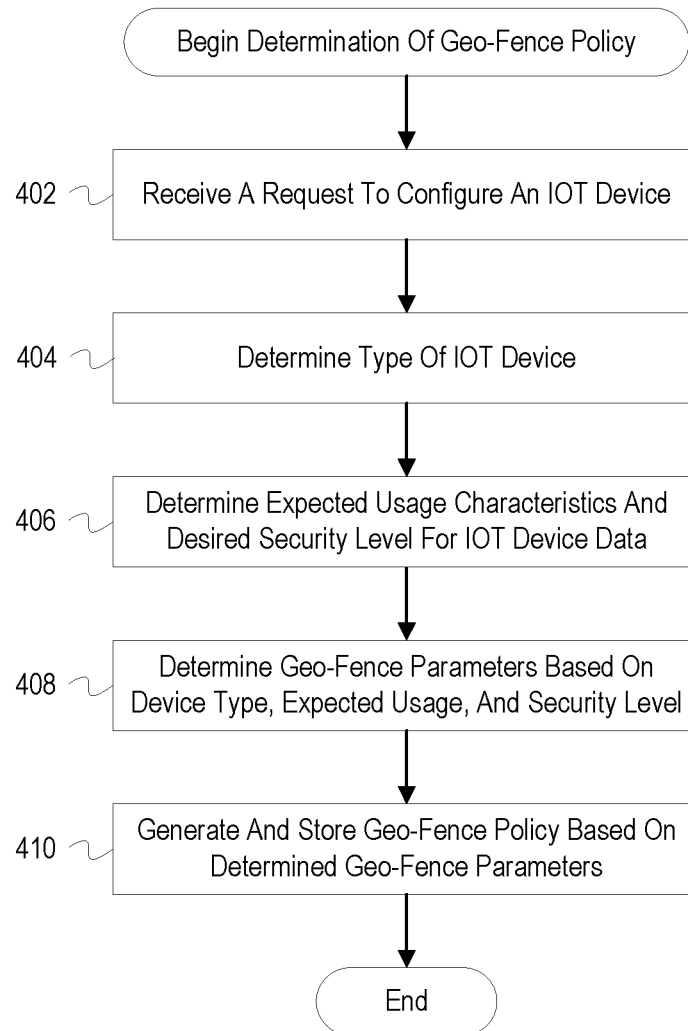 Begin Determination Of Geo-Fence Policy
402
Receive A Request To Configure An IOT Device
404
Determine Type Of IOT Device
406
Determine Expected Usage Characteristics And
Desired Security Level For IOT Device Data
408
Determine Geo-Fence Parameters Based On
Device Type, Expected Usage, And Security Level
410
Generate And Store Geo-Fence Policy Based On
Determined Geo-Fence Parameters
End